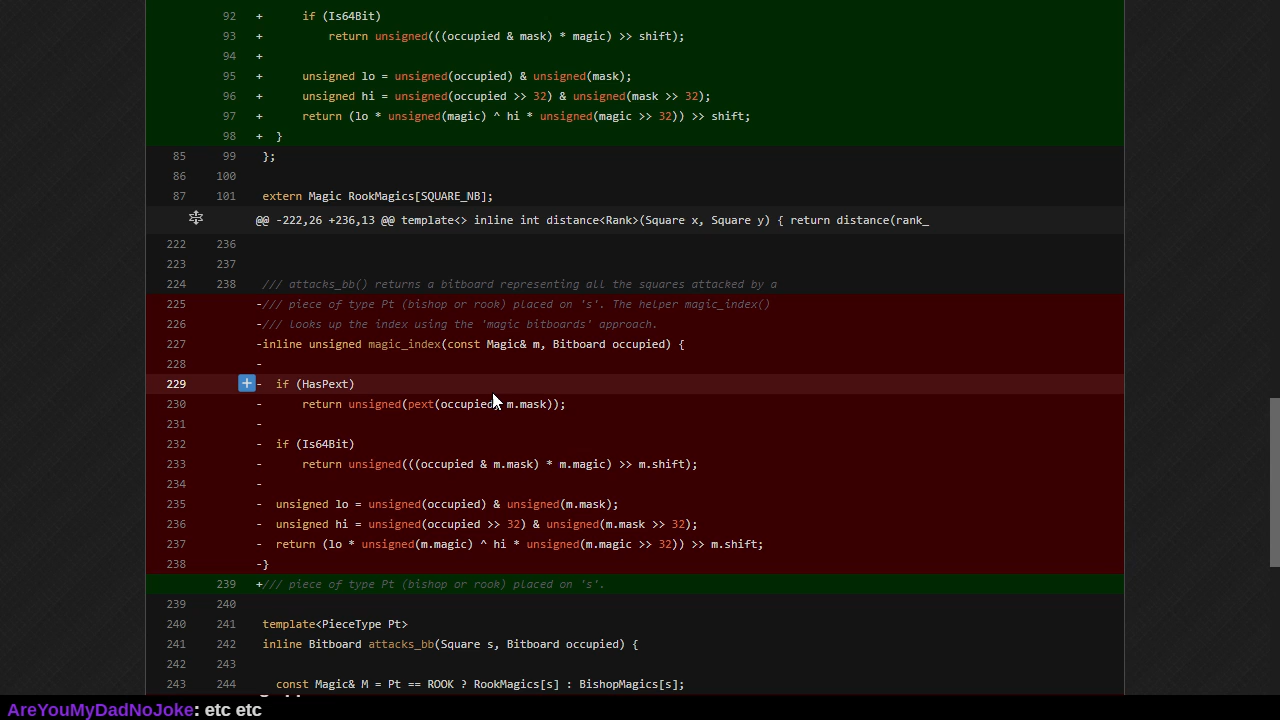 92 + if (Is64Bit)
93 + return unsigned(((occupied & mask) * magic) >> shift);
94 +
95 + unsigned lo = unsigned(occupied) & unsigned(mask);
96 + unsigned hi = unsigned(occupied >> 32) & unsigned(mask >> 32);
97 + return (lo * unsigned(magic) ^ hi * unsigned(magic >> 32)) >> shift;
98 + }
85 99 };
86 100
87 101 extern Magic RookMagics[SQUARE_NB];
@@ -222,26 +236,13 @@ template<> inline int distance<Rank>(Square x, Square y) { return distance(rank_
222 236
223 237
224 238 /// attacks_bb() returns a bitboard representing all the squares attacked by a
225 -/// piece of type Pt (bishop or rook) placed on 's'. The helper magic_index()
226 -/// looks up the index using the 'magic bitboards' approach.
227 -inline unsigned magic_index(const Magic& m, Bitboard occupied) {
228 -
229 + - if (HasPext)
230 - return unsigned(pext(occupied, m.mask));
231 -
232 - if (Is64Bit)
233 - return unsigned(((occupied & m.mask) * m.magic) >> m.shift);
234 -
235 - unsigned lo = unsigned(occupied) & unsigned(m.mask);
236 - unsigned hi = unsigned(occupied >> 32) & unsigned(m.mask >> 32);
237 - return (lo * unsigned(m.magic) ^ hi * unsigned(m.magic >> 32)) >> m.shift;
238 -}
239 +/// piece of type Pt (bishop or rook) placed on 's'.
239 240
240 241 template<PieceType Pt>
241 242 inline Bitboard attacks_bb(Square s, Bitboard occupied) {
242 243
243 244 const Magic& M = Pt == ROOK ? RookMagics[s] : BishopMagics[s];
AreYouMyDadNoJoke: etc etc